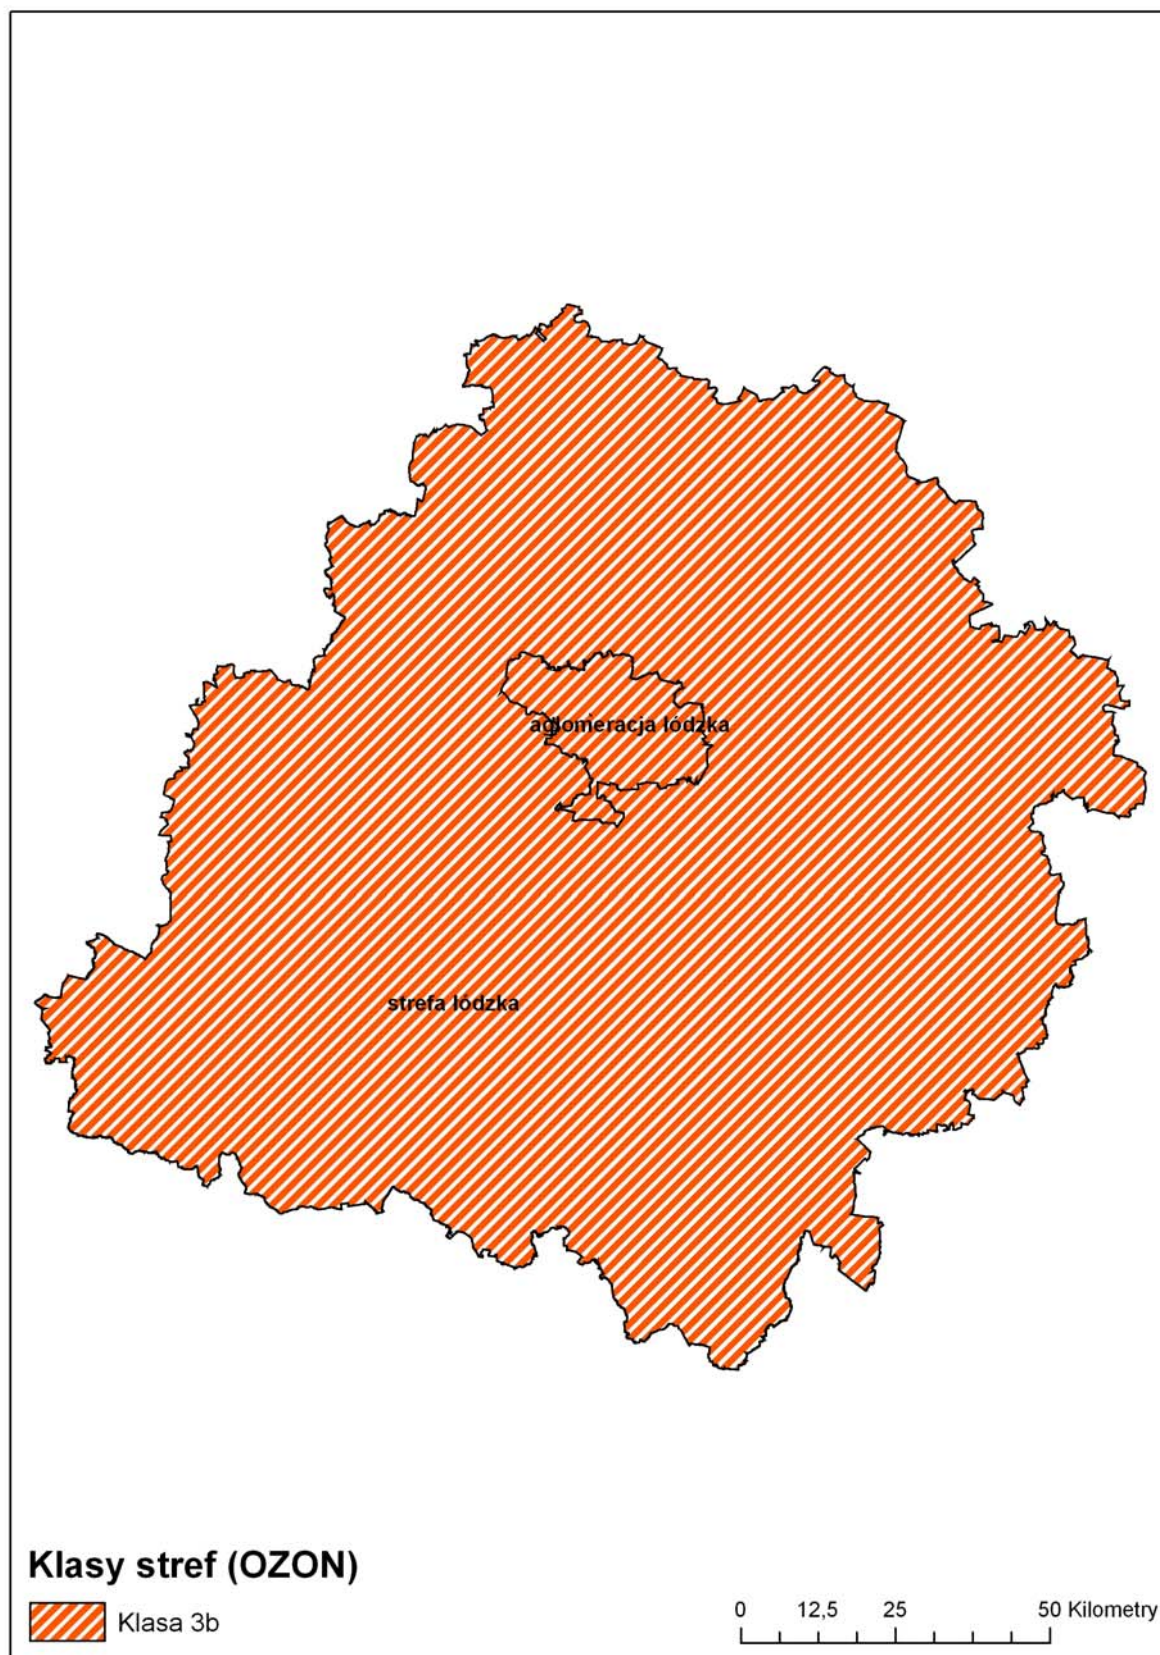 aglomeracja łódzka
strefa łódzka
Klasy stref (OZON)
Klasa 3b
0 12,5 25 50 Kilometry